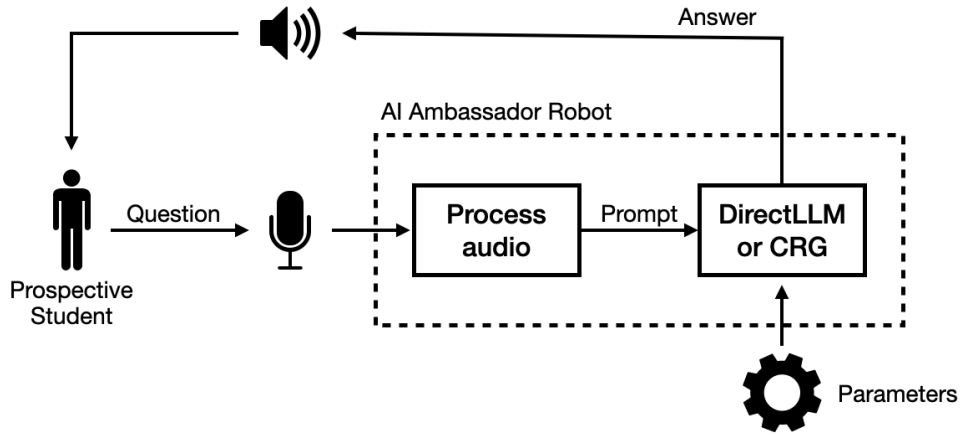 Answer
AI Ambassador Robot
Question
Process
audio
Prompt
DirectLLM
or CRG
Prospective
Student
Parameters